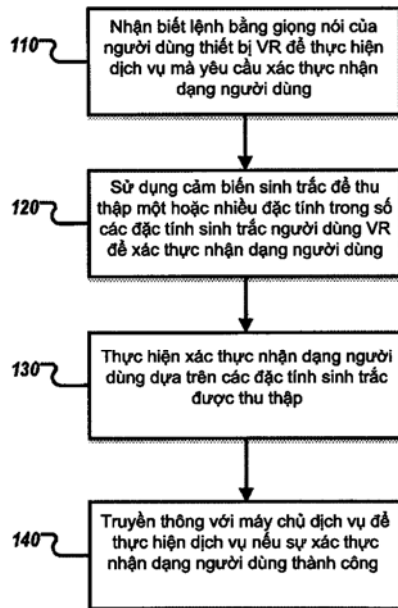 110
Nhận biết lệnh bằng giọng nói của
người dùng thiết bị VR để thực hiện
dịch vụ mà yêu cầu xác thực nhận
dạng người dùng
120
Sử dụng cảm biến sinh trắc để thu
thập một hoặc nhiều đặc tính trong số
các đặc tính sinh trắc người dùng VR
để xác thực nhận dạng người dùng
130
Thực hiện xác thực nhận dạng người
dùng dựa trên các đặc tính sinh trắc
được thu thập
140
Truyền thông với máy chủ dịch vụ để
thực hiện dịch vụ nếu sự xác thực
nhận dạng người dùng thành công